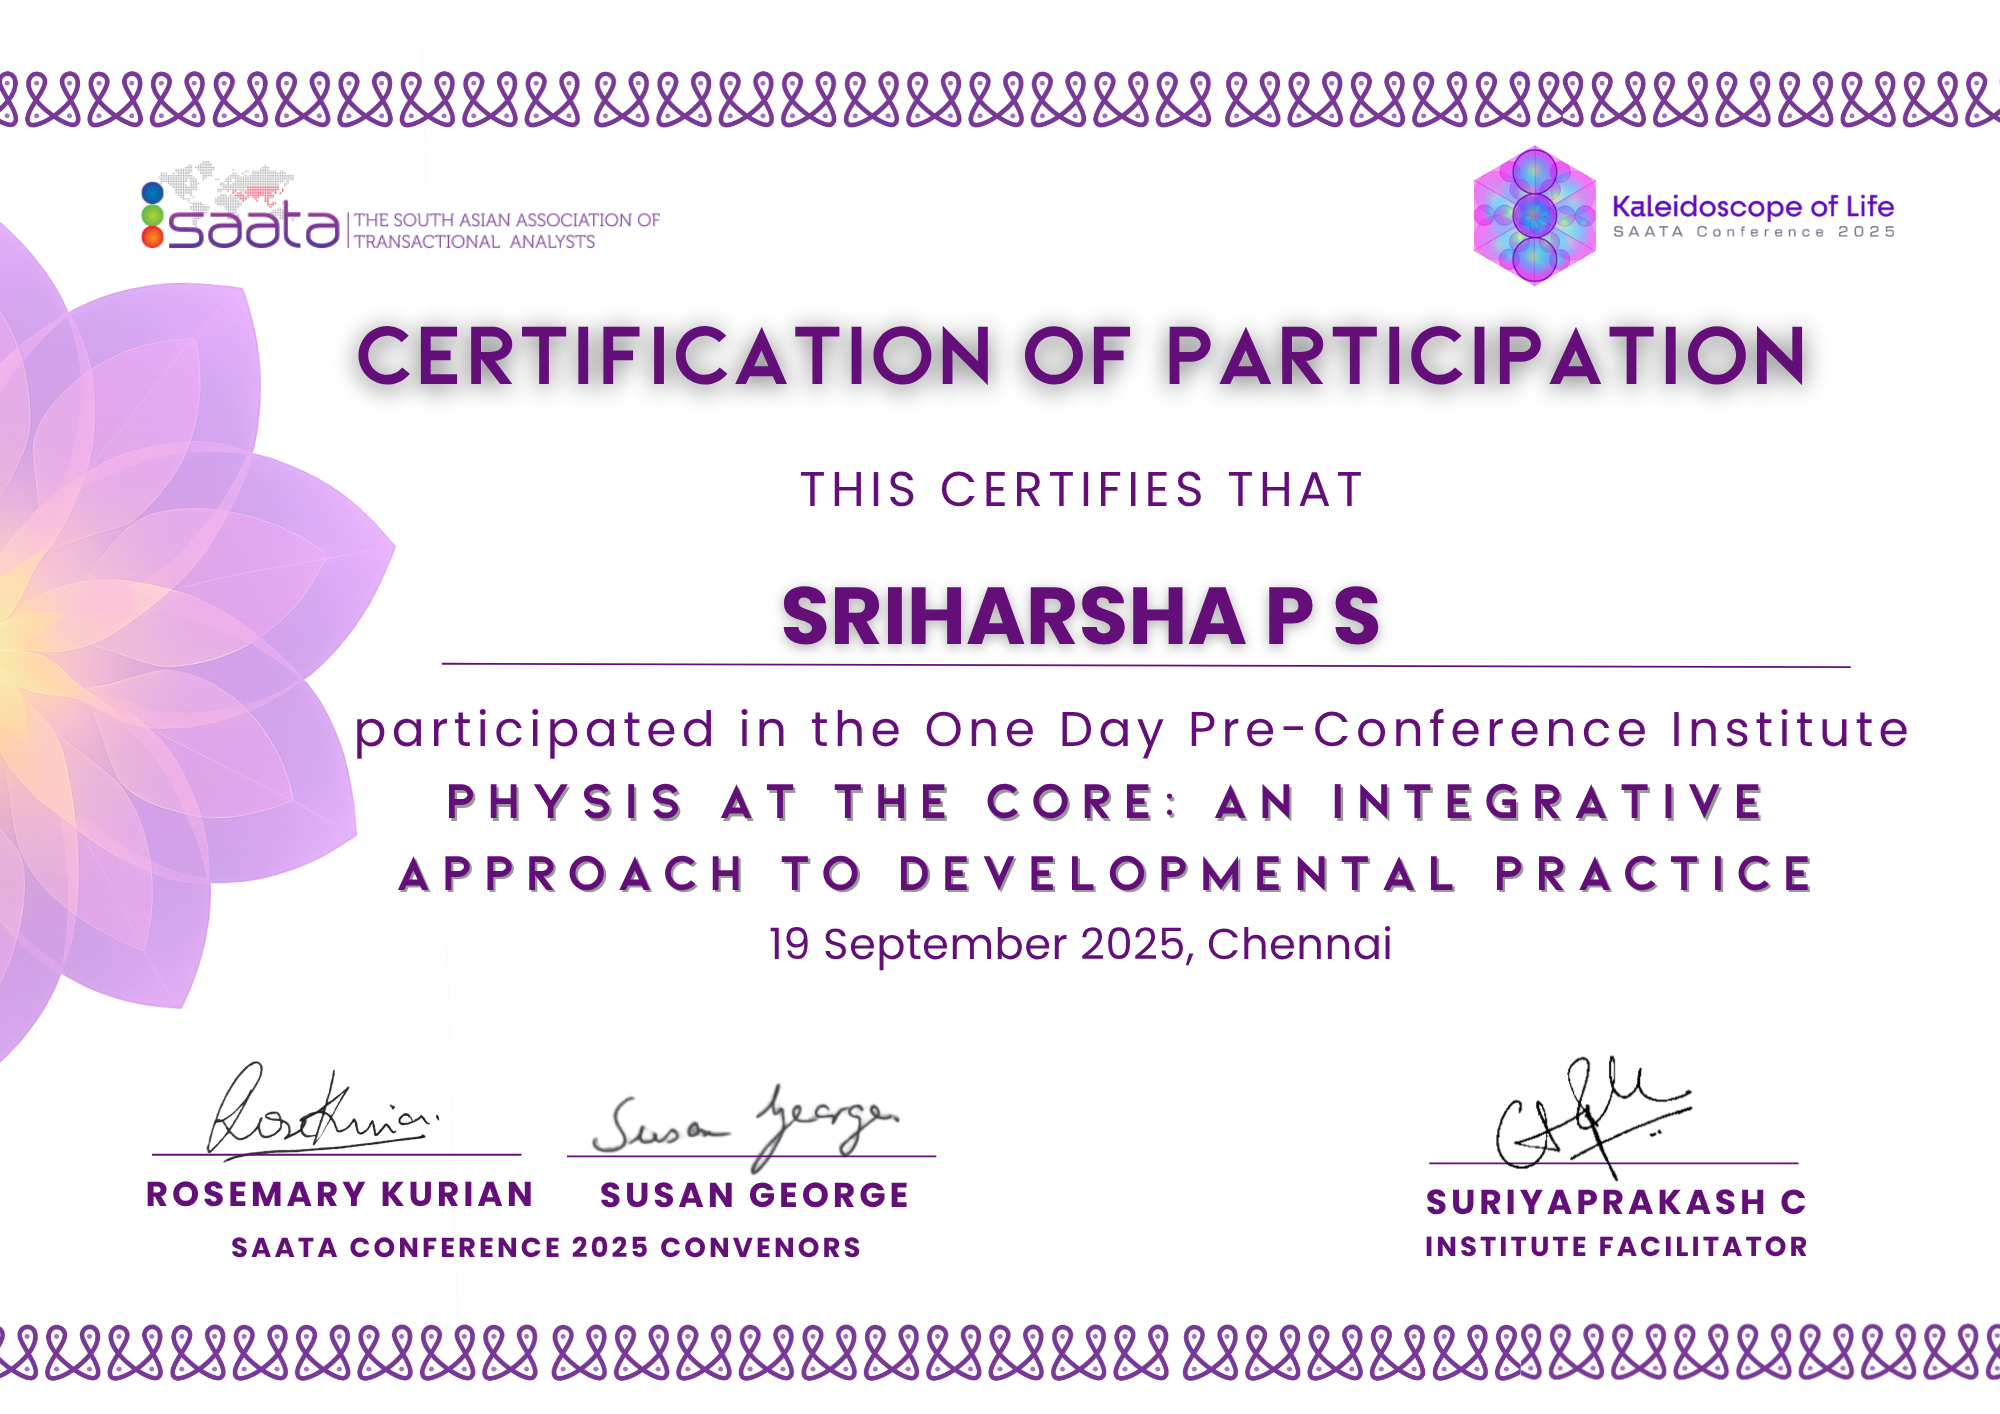 saata THE SOUTH ASIAN ASSOCIATION OF
TRANSACTIONAL ANALYSTS
Kaleidoscope of Life
SAATA Conference 2025
CERTIFICATION OF PARTICIPATION
THIS CERTIFIES THAT
SRIHARSHA P S
participated in the One Day Pre-Conference Institute
PHYSIS AT THE CORE: AN INTEGRATIVE
APPROACH TO DEVELOPMENTAL PRACTICE
19 September 2025, Chennai
Susan George
ROSEMARY KURIAN
SUSAN GEORGE
SAATA CONFERENCE 2025 CONVENORS
SURIYAPRAKASH C
INSTITUTE FACILITATOR